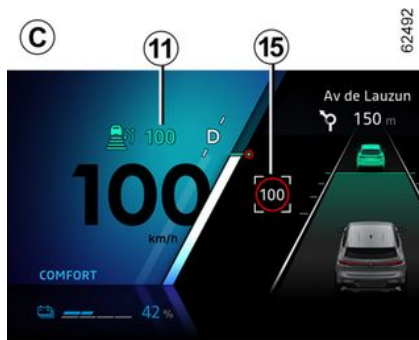 C
11
15
62492
Av de Lauzun
150 m
100
D
100
km/h
100
COMFORT
42 %